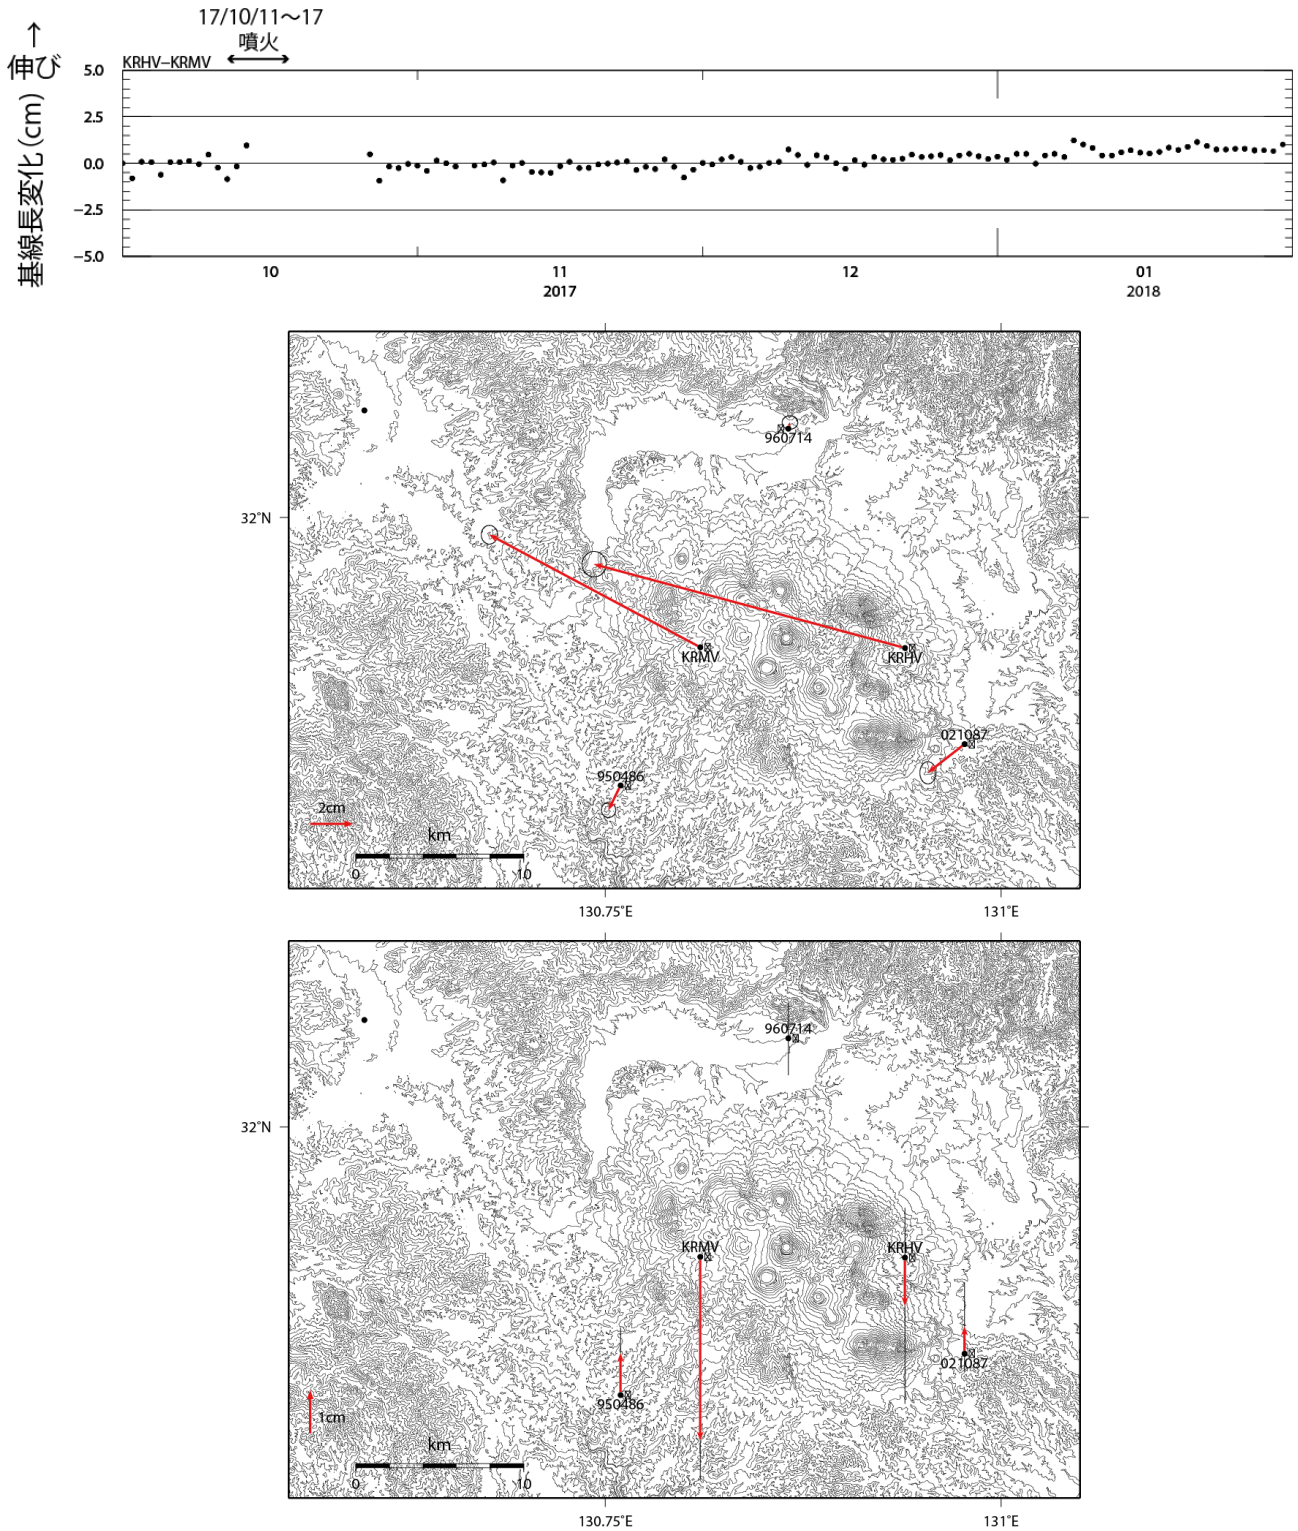 17/10/11～17
噴火
↑
伸び
基線長変化(cm)
KRHV−KRMV
5.0
2.5
0.0
−2.5
−5.0
10
11
12
01
2017
2018
960714
32˚N
KRMV
KRHV
021087
950486
2cm
km
0
10
130.75˚E
131˚E
960714
32˚N
KRMV
KRHV
021087
950486
1cm
km
0
10
130.75˚E
131˚E